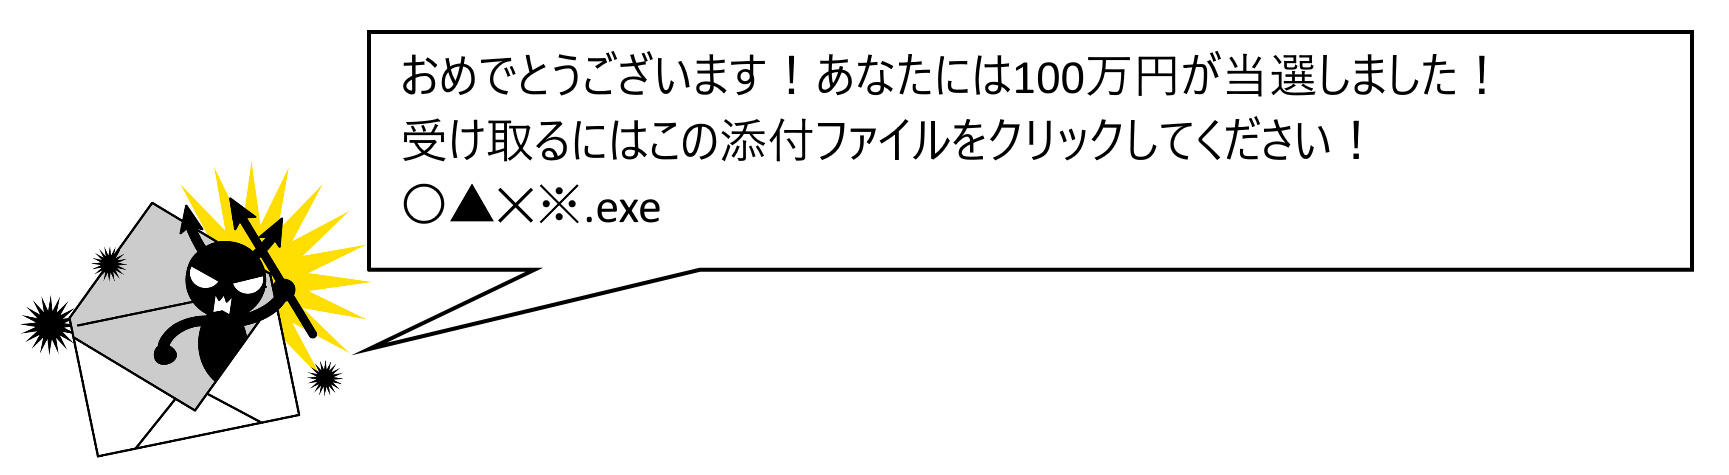 おめでとうございます！あなたには100万円が当選しました！
受け取るにはこの添付ファイルをクリックしてください！
○▲×※.exe